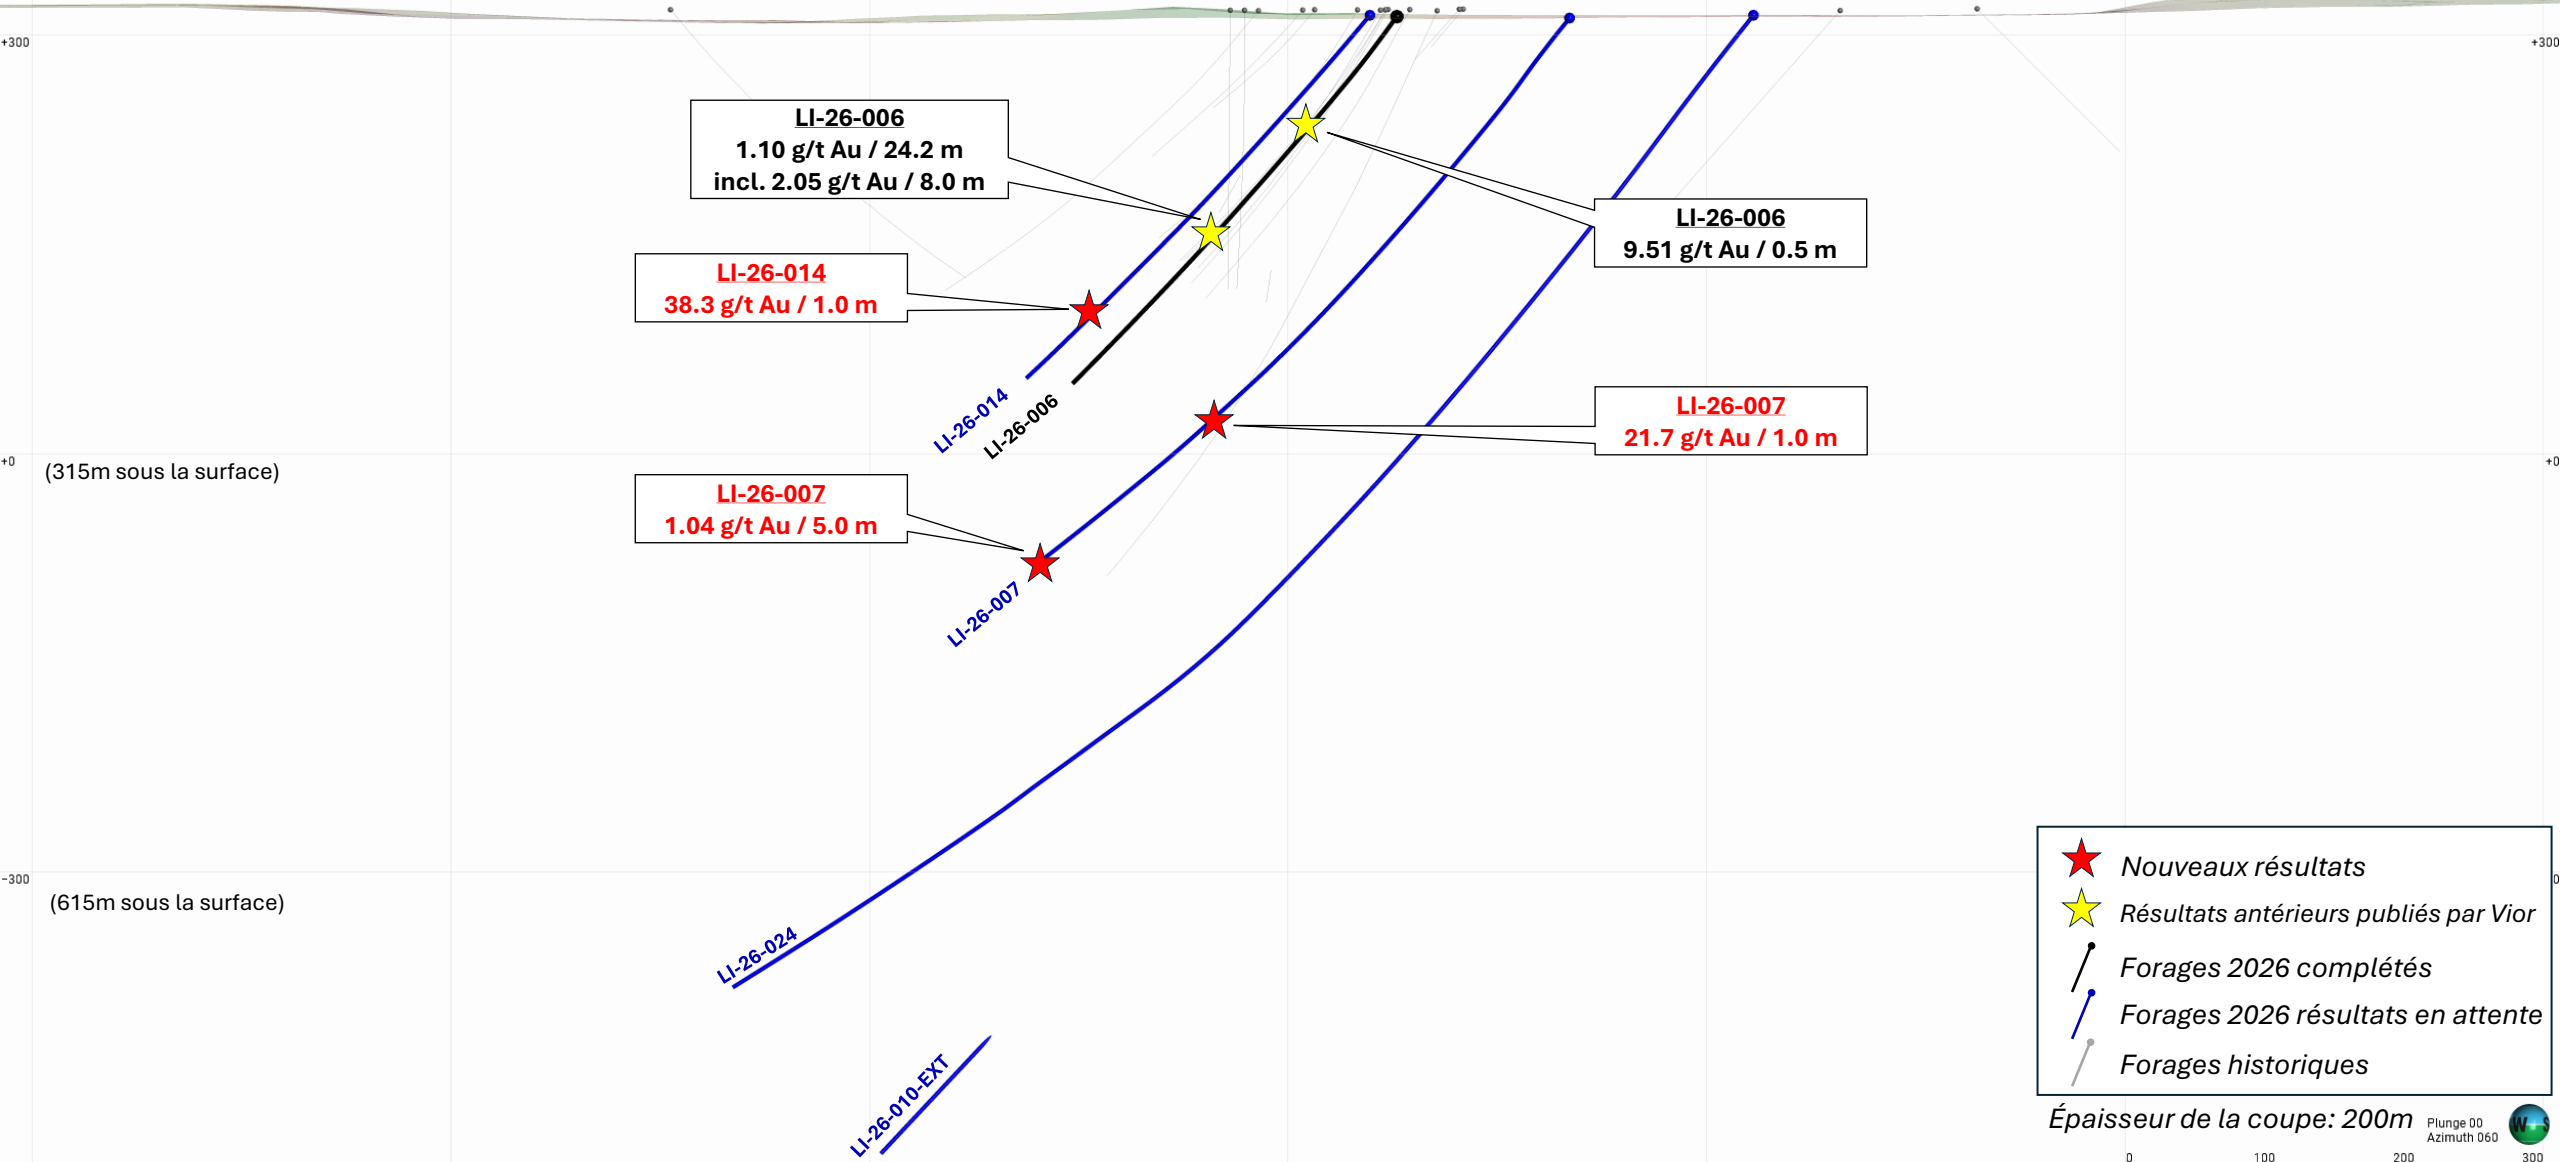 +300
+300
LI-26-006
1.10 g/t Au / 24.2 m
incl. 2.05 g/t Au / 8.0 m
LI-26-006
9.51 g/t Au / 0.5 m
LI-26-014
38.3 g/t Au / 1.0 m
LI-26-014
LI-26-006
LI-26-007
21.7 g/t Au / 1.0 m
+0
+0
(315m sous la surface)
LI-26-007
1.04 g/t Au / 5.0 m
LI-26-007
-300
0
(615m sous la surface)
LI-26-024
LI-26-010-EXT
Nouveaux résultats
Résultats antérieurs publiés par Vior
Forages 2026 complétés
Forages 2026 résultats en attente
Forages historiques
Épaisseur de la coupe: 200m
Plunge 00
Azimuth 060
W S
0 100 200 300